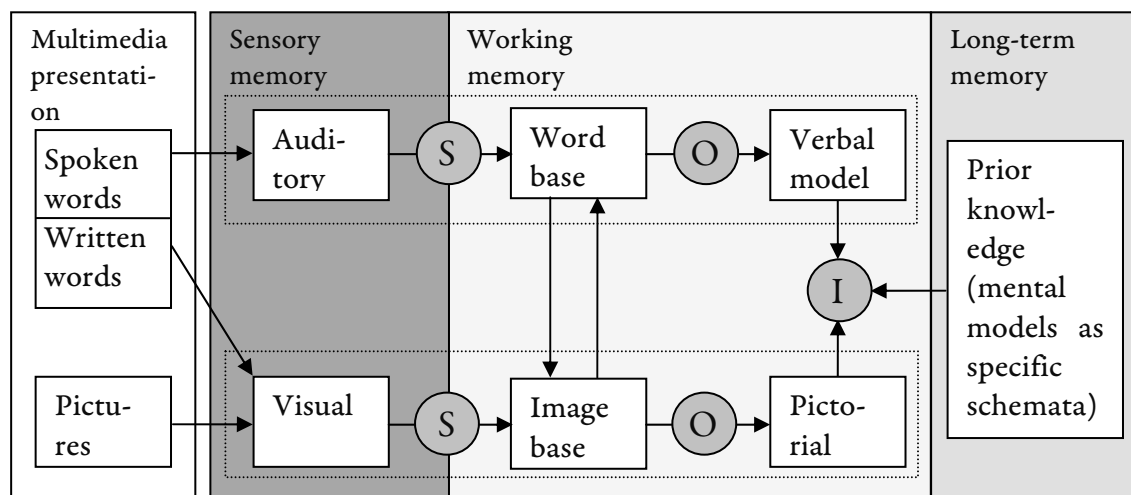 Multimedia
presentati-
on
Sensory
memory
Working
memory
Long-term
memory
Spoken
words
Written
words
Pictu-
res
Audi-
tory
S
Word
base
O
Verbal
model
I
Visual
S
Image
base
O
Picto-
rial
Prior
knowl-
edge
(mental
models as
specific
schemata)